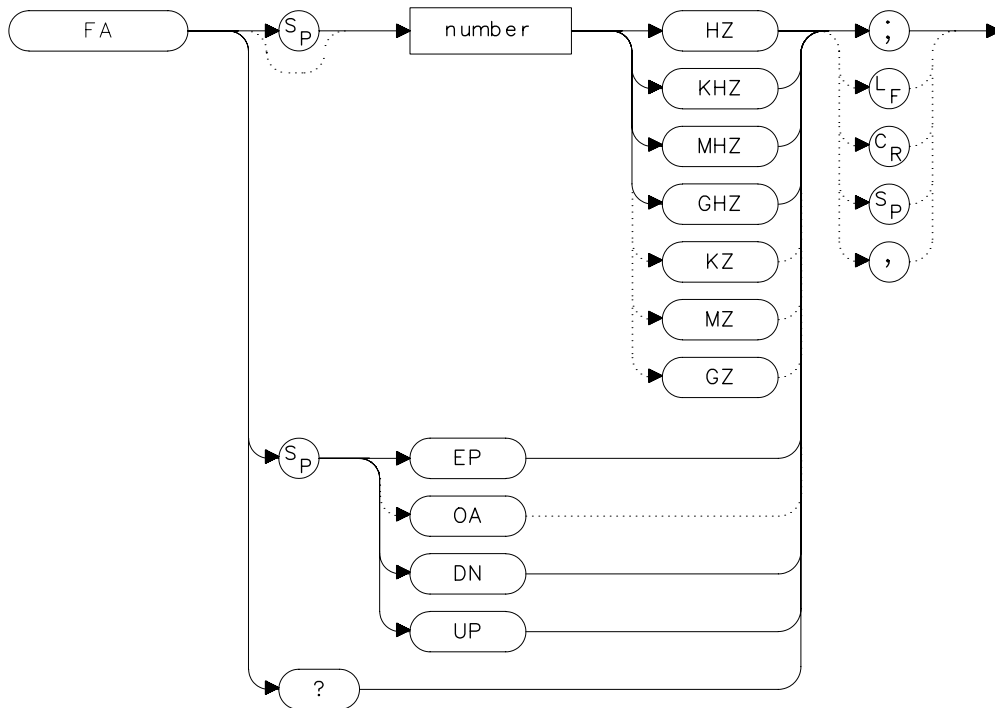 FA
SP
number
HZ
;
KHZ
LF
MHZ
CR
GHZ
SP
KZ
,
MZ
GZ
SP
EP
OA
DN
UP
?